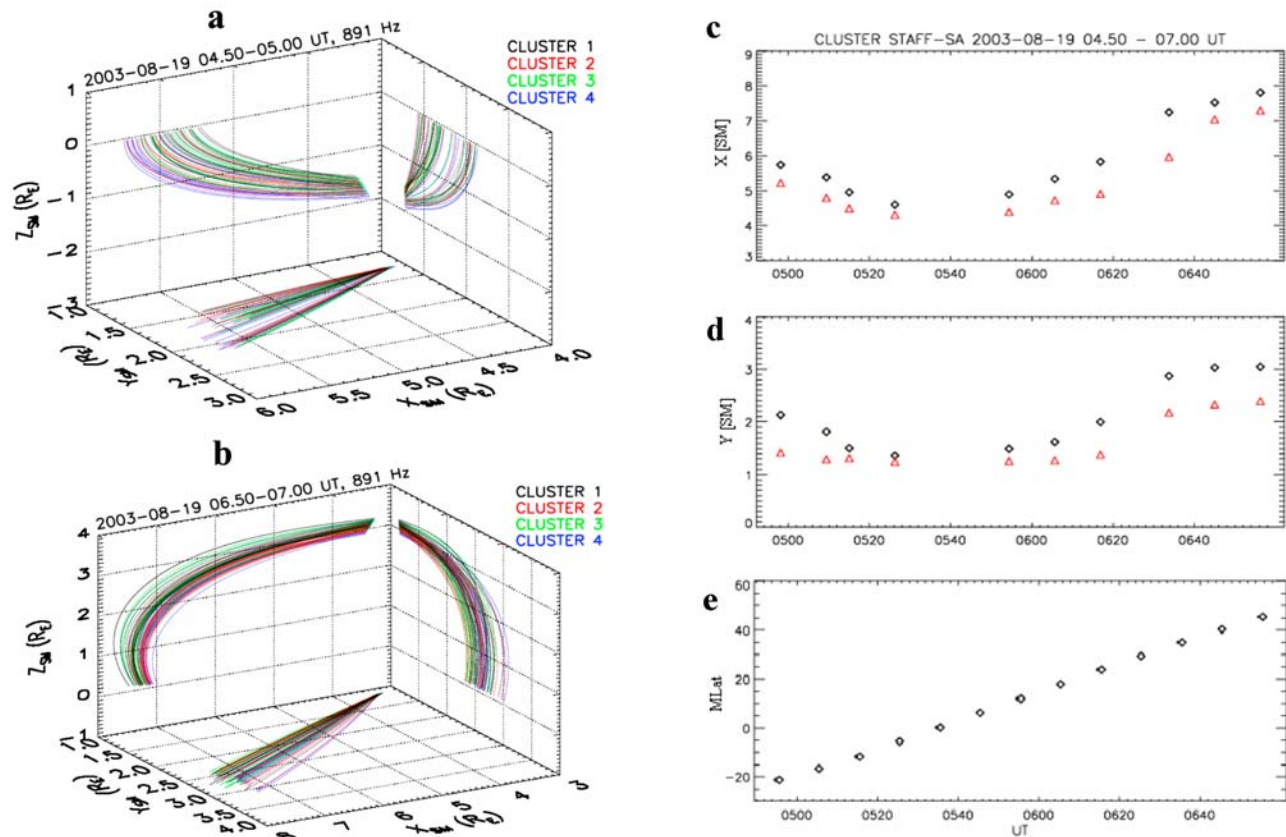 a
2003-08-19 04.50-05.00 UT, 891 Hz
CLUSTER 1
CLUSTER 2
CLUSTER 3
CLUSTER 4
1
0
-1
-2
-3
Z_SM (R_E)
1.0
1.5
2.0
2.5
3.0
Y_SM (R_E)
6.0
5.5
5.0
4.5
4.0
X_SM (R_E)
b
2003-08-19 06.50-07.00 UT, 891 Hz
CLUSTER 1
CLUSTER 2
CLUSTER 3
CLUSTER 4
4
3
2
1
0
-1
Z_SM (R_E)
1.0
1.5
2.0
2.5
3.0
3.5
4.0
Y_SM (R_E)
8
7
6
5
4
3
X_SM (R_E)
c
CLUSTER STAFF-SA 2003-08-19 04.50 - 07.00 UT
9
8
7
6
5
4
3
X [SM]
0500
0520
0540
0600
0620
0640
d
4
3
2
1
0
Y [SM]
0500
0520
0540
0600
0620
0640
e
60
40
20
0
-20
MLat
0500
0520
0540
0600
0620
0640
UT